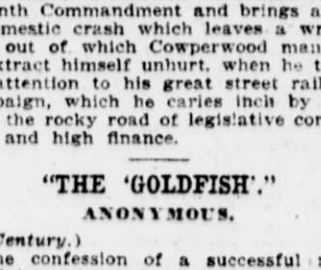 nth Commandment and brings a
mestic crash which leaves a wr
out of which Cowperwood man
xtract himself unhurt, when he t
attention to his great street rail
paign, which he caries inch by
the rocky road of legislative cor
and high finance.
"THE 'GOLDFISH'."
ANONYMOUS.
Century.)
e confession of a successful